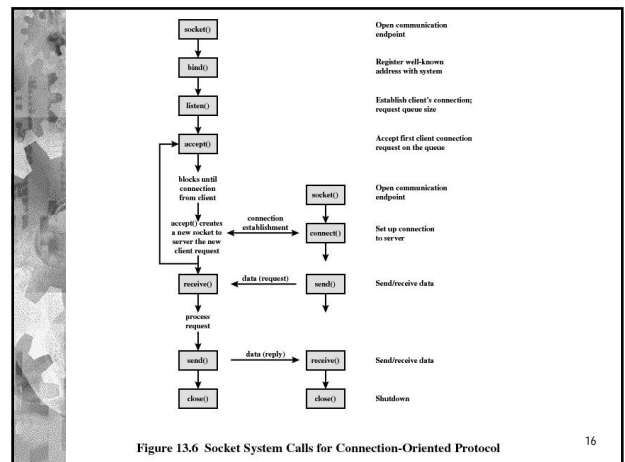 socket()
Open communication
endpoint
bind()
Register well-known
address with system
listen()
Establish client's connection;
request queue size
accept()
Accept first client connection
request on the queue
blocks until
connection
from client
socket()
Open communication
endpoint
accept() creates
a new socket to
server the new
client request
connection
establishment
connect()
Set up connection
to server
receive()
data (request)
send()
Send/receive data
process
request
send()
data (reply)
receive()
Send/receive data
close()
close()
Shutdown
Figure 13.6 Socket System Calls for Connection-Oriented Protocol
16